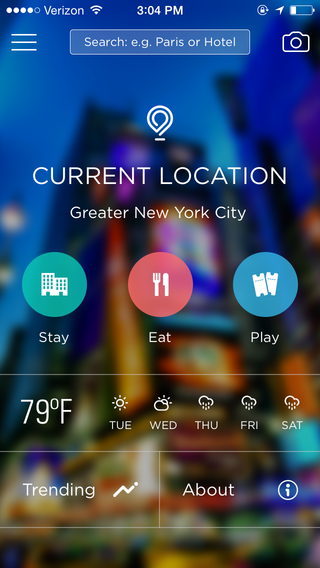 Verizon 3:04 PM
Search: e.g. Paris or Hotel
CURRENT LOCATION
Greater New York City
Stay Eat Play
79ºF TUE WED THU FRI SAT
Trending About